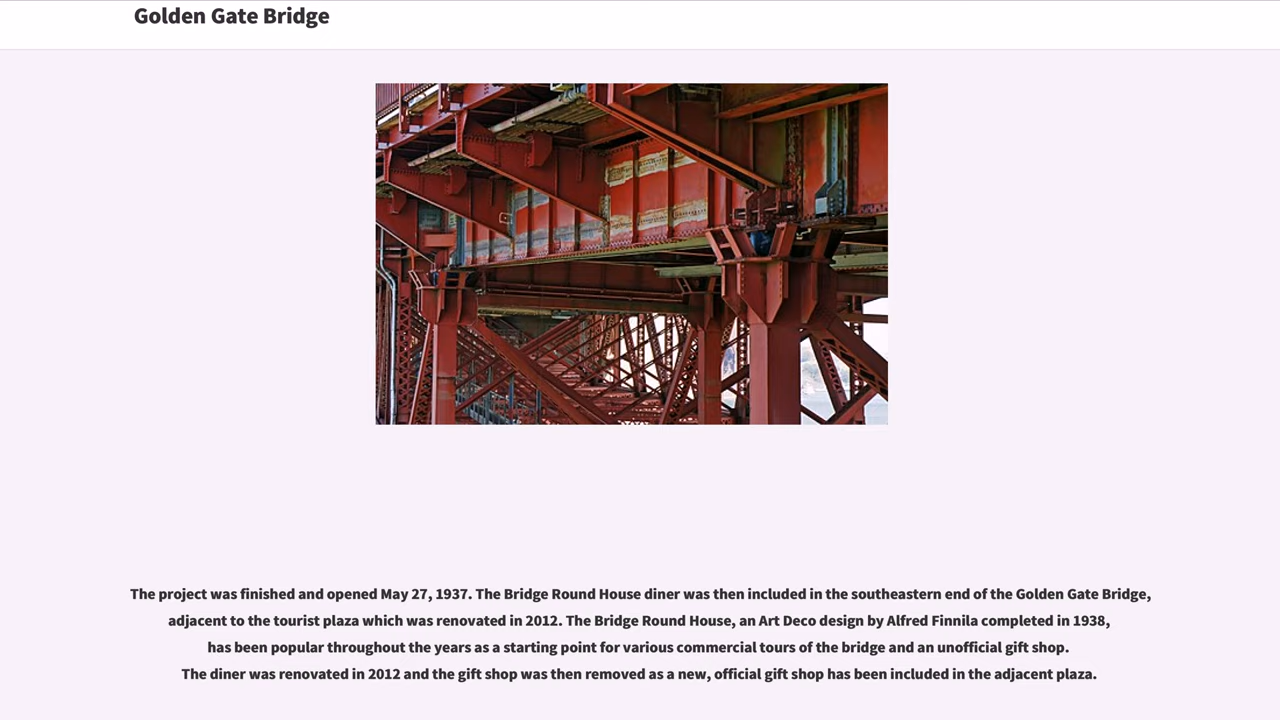 Golden Gate Bridge
The project was finished and opened May 27, 1937. The Bridge Round House diner was then included in the southeastern end of the Golden Gate Bridge,
adjacent to the tourist plaza which was renovated in 2012. The Bridge Round House, an Art Deco design by Alfred Finnila completed in 1938,
has been popular throughout the years as a starting point for various commercial tours of the bridge and an unofficial gift shop.
The diner was renovated in 2012 and the gift shop was then removed as a new, official gift shop has been included in the adjacent plaza.